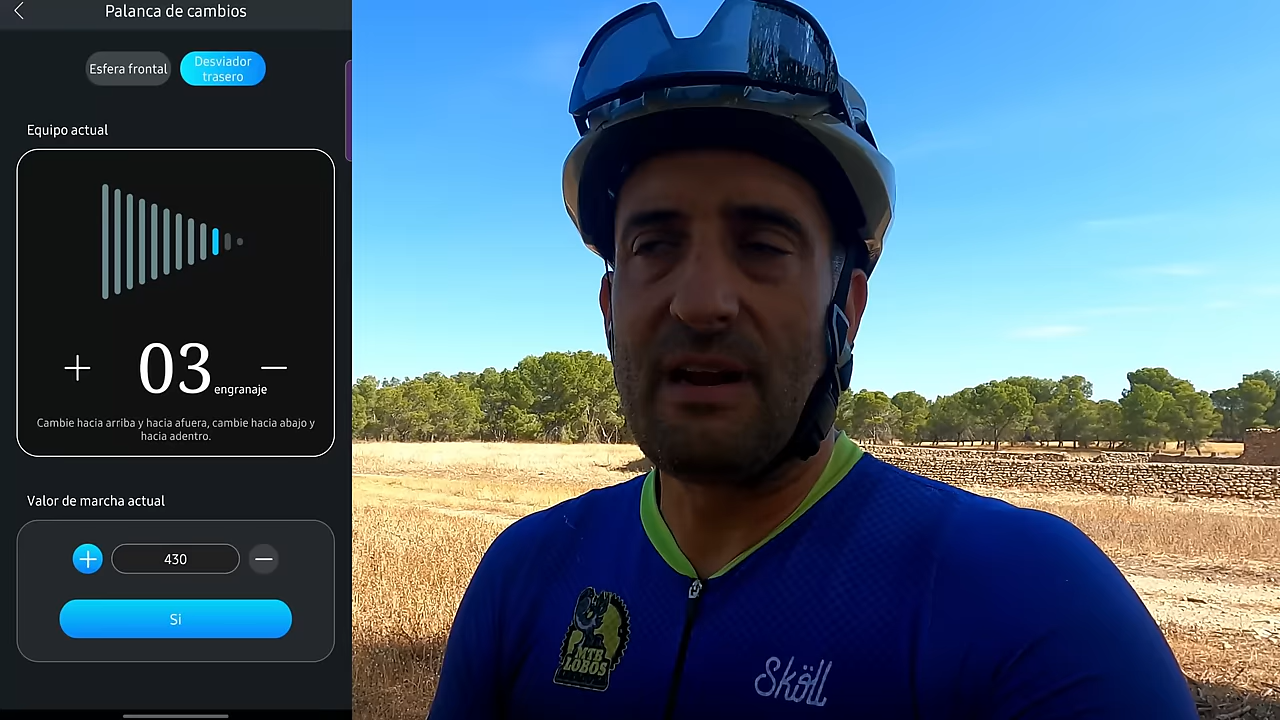 Palanca de cambios
Esfera frontal
Desviador
trasero
Equipo actual
03
engranaje
Cambie hacia arriba y hacia afuera, cambie hacia abajo y
hacia adentro.
Valor de marcha actual
430
Si
MTB
LOBOS
Sköll